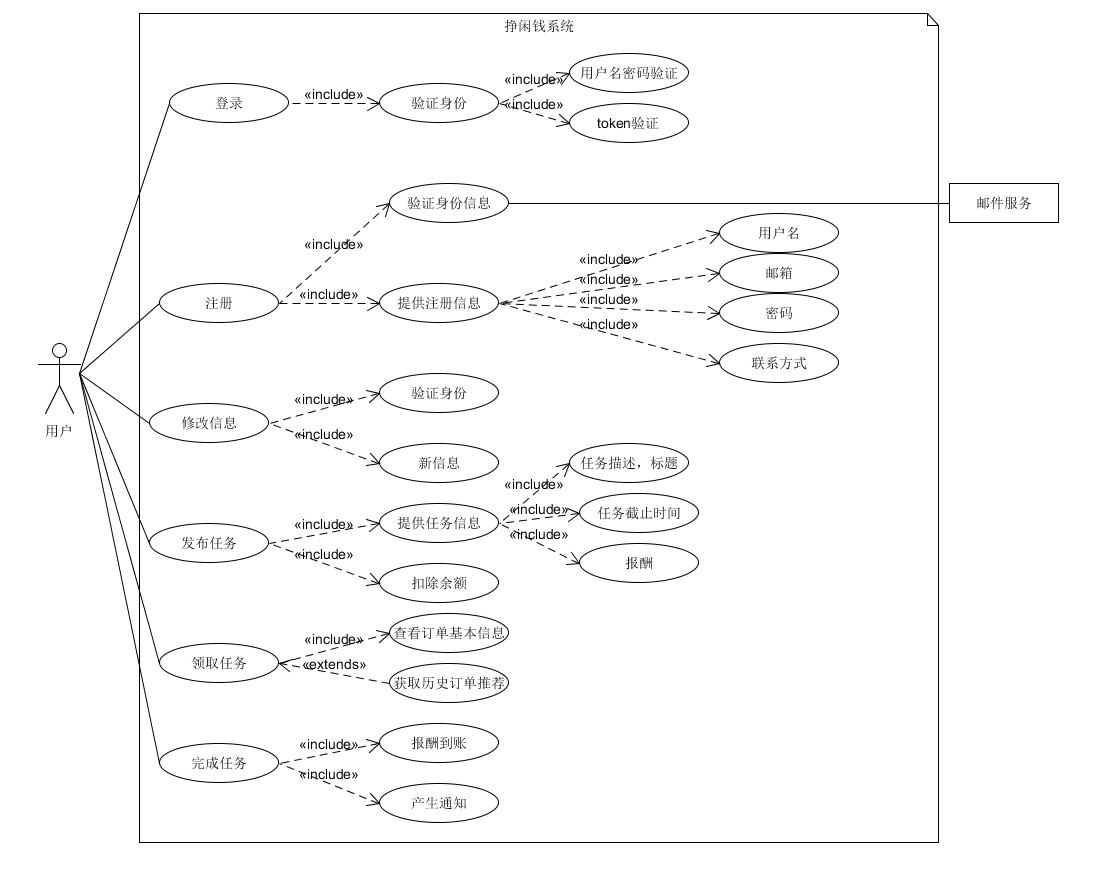 挣闲钱系统
登录
«include»
验证身份
«include»
用户名密码验证
«include»
token验证
验证身份信息
邮件服务
«include»
注册
«include»
提供注册信息
«include»
用户名
«include»
邮箱
«include»
密码
«include»
联系方式
用户
修改信息
«include»
验证身份
«include»
新信息
发布任务
«include»
提供任务信息
«include»
任务描述，标题
«include»
任务截止时间
«include»
报酬
«include»
扣除余额
领取任务
«include»
查看订单基本信息
«extends»
获取历史订单推荐
完成任务
«include»
报酬到账
«include»
产生通知